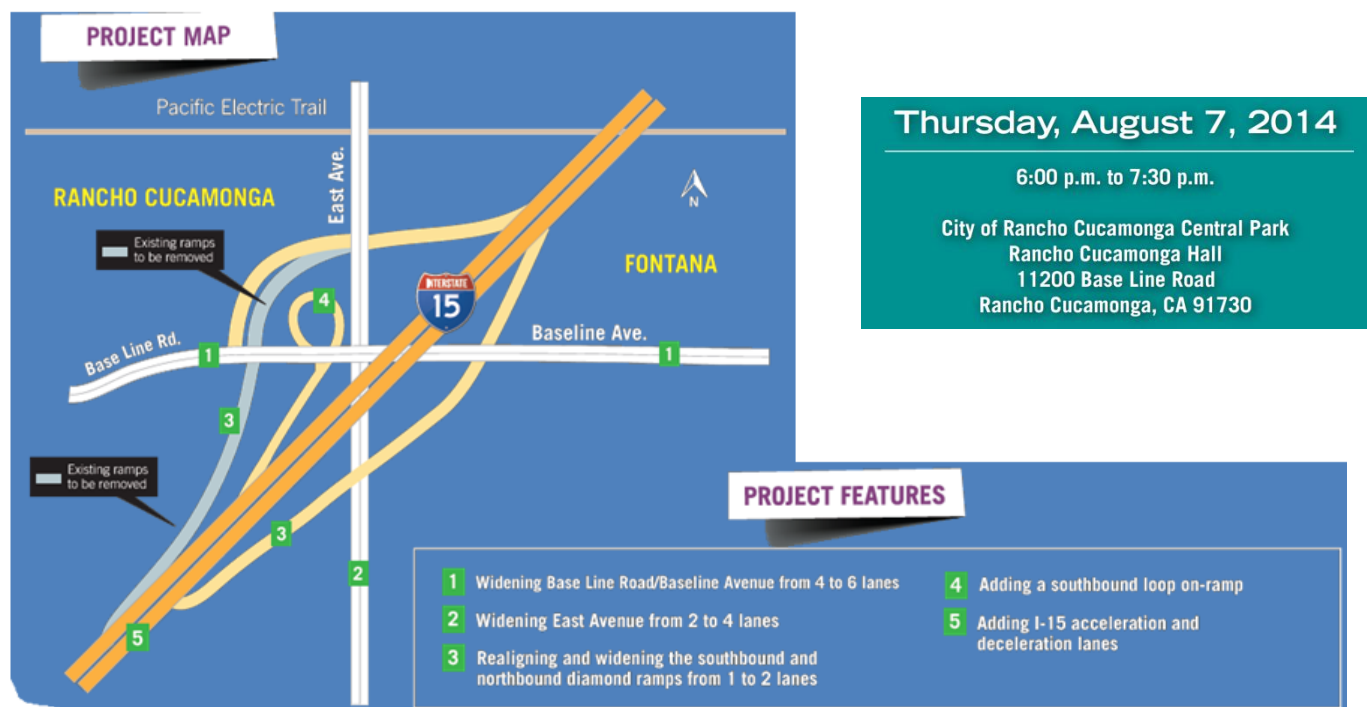 PROJECT MAP
Pacific Electric Trail
RANCHO CUCAMONGA
East Ave.
N
Existing ramps
to be removed
FONTANA
4
INTERSTATE
15
Base Line Rd.
1
Baseline Ave.
1
3
Existing ramps
to be removed
3
2
5
Thursday, August 7, 2014
6:00 p.m. to 7:30 p.m.
City of Rancho Cucamonga Central Park
Rancho Cucamonga Hall
11200 Base Line Road
Rancho Cucamonga, CA 91730
PROJECT FEATURES
1 Widening Base Line Road/Baseline Avenue from 4 to 6 lanes
2 Widening East Avenue from 2 to 4 lanes
3 Realigning and widening the southbound and
northbound diamond ramps from 1 to 2 lanes
4 Adding a southbound loop on-ramp
5 Adding I-15 acceleration and
deceleration lanes